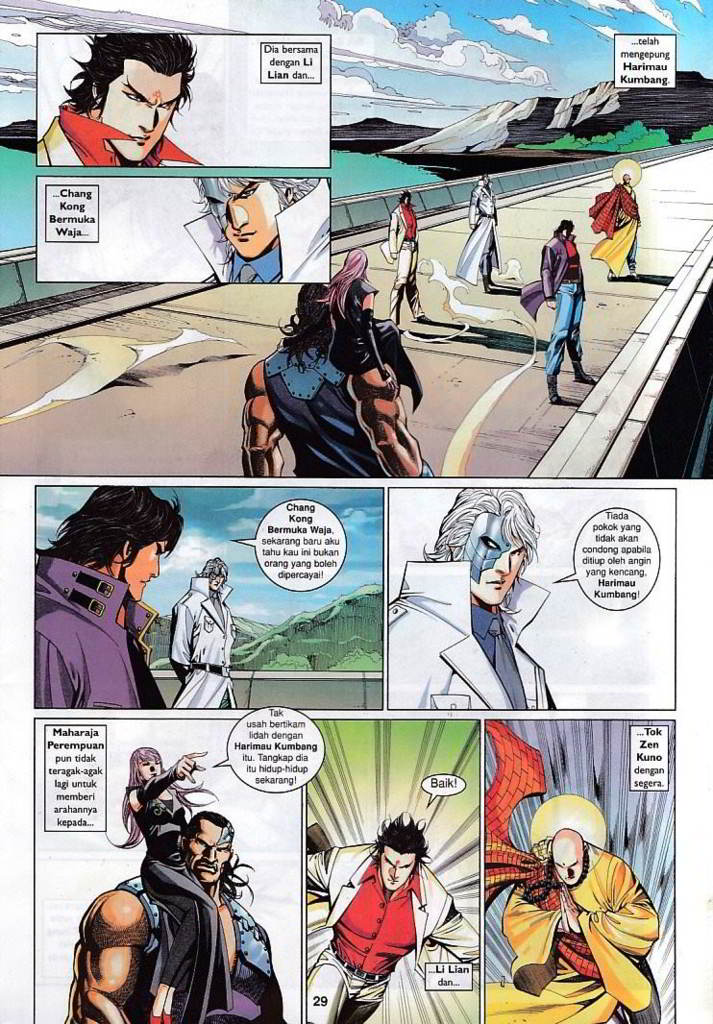 Dia bersama
dengan Li
Lian dan...
...telah
mengepung
Harimau
Kumbang.
...Chang
Kong
Bermuka
Waja...
Chang
Kong
Bermuka Waja,
sekarang baru aku
tahu kau ini bukan
orang yang boleh
dipercayai!
Tiada
pokok yang
tidak akan
condong apabila
ditiup oleh angin
yang kencang,
Harimau
Kumbang!
Maharaja
Perempuan
pun tidak
teragak-agak
lagi untuk
memberi
arahannya
kepada...
Tak
usah bertikam
lidah dengan
Harimau Kumbang
itu. Tangkap dia
itu hidup-hidup
sekarang!
Baik!
...Li Lian
dan...
...Tok
Zen
Kuno
dengan
segera.
29